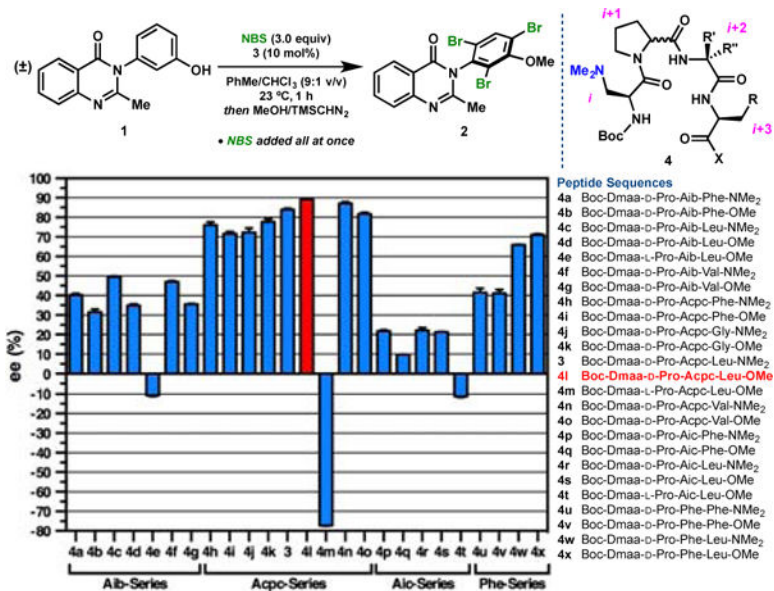 (±)
O
N
N
Me
OH
1
NBS (3.0 equiv)
3 (10 mol%)
PhMe/CHCl3 (9:1 v/v)
23 ºC, 1 h
then MeOH/TMSCHN2
• NBS added all at once
O
N
N
Me
Br
Br
Br
OMe
2
i+1
i+2
O
R'
R"
NH
Me2N
N
O
O
i
NH
R
Boc
NH
i+3
O
X
4
ee (%)
100
90
80
70
60
50
40
30
20
10
0
-10
-20
-30
-40
-50
-60
-70
-80
4a 4b 4c 4d 4e 4f 4g 4h 4i 4j 4k 3 4l 4m 4n 4o 4p 4q 4r 4s 4t 4u 4v 4w 4x
Aib-Series Acpc-Series Aic-Series Phe-Series
Peptide Sequences
4a Boc-Dmaa-D-Pro-Aib-Phe-NMe2
4b Boc-Dmaa-D-Pro-Aib-Phe-OMe
4c Boc-Dmaa-D-Pro-Aib-Leu-NMe2
4d Boc-Dmaa-D-Pro-Aib-Leu-OMe
4e Boc-Dmaa-L-Pro-Aib-Leu-OMe
4f Boc-Dmaa-D-Pro-Aib-Val-NMe2
4g Boc-Dmaa-D-Pro-Aib-Val-OMe
4h Boc-Dmaa-D-Pro-Acpc-Phe-NMe2
4i Boc-Dmaa-D-Pro-Acpc-Phe-OMe
4j Boc-Dmaa-D-Pro-Acpc-Gly-NMe2
4k Boc-Dmaa-D-Pro-Acpc-Gly-OMe
3 Boc-Dmaa-D-Pro-Acpc-Leu-NMe2
4l Boc-Dmaa-D-Pro-Acpc-Leu-OMe
4m Boc-Dmaa-L-Pro-Acpc-Leu-OMe
4n Boc-Dmaa-D-Pro-Acpc-Val-NMe2
4o Boc-Dmaa-D-Pro-Acpc-Val-OMe
4p Boc-Dmaa-D-Pro-Aic-Phe-NMe2
4q Boc-Dmaa-D-Pro-Aic-Phe-OMe
4r Boc-Dmaa-D-Pro-Aic-Leu-NMe2
4s Boc-Dmaa-D-Pro-Aic-Leu-OMe
4t Boc-Dmaa-L-Pro-Aic-Leu-OMe
4u Boc-Dmaa-D-Pro-Phe-Phe-NMe2
4v Boc-Dmaa-D-Pro-Phe-Phe-OMe
4w Boc-Dmaa-D-Pro-Phe-Leu-NMe2
4x Boc-Dmaa-D-Pro-Phe-Leu-OMe